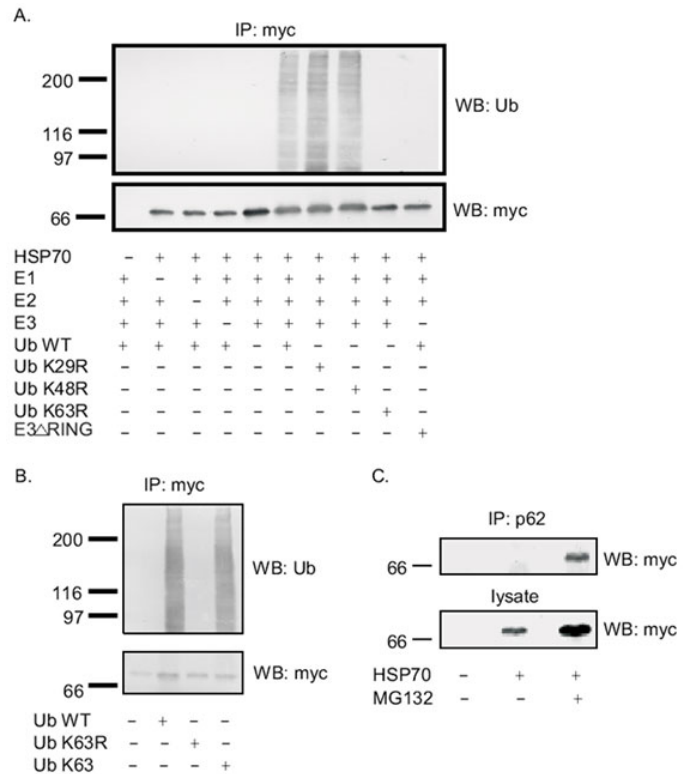 A.
IP: myc
200
116
97
WB: Ub
66
WB: myc
HSP70 – + + + + + + + + +
E1 + – + + + + + + + +
E2 + + – + + + + + + +
E3 + + + – + + + + + –
Ub WT + + + + – + – – – +
Ub K29R – – – – – – + – – –
Ub K48R – – – – – – – + – –
Ub K63R – – – – – – – – + –
E3△RING – – – – – – – – – +
B.
IP: myc
200
116
97
WB: Ub
66
WB: myc
Ub WT – + – –
Ub K63R – – + –
Ub K63 – – – +
C.
IP: p62
66
WB: myc
lysate
66
WB: myc
HSP70 – + +
MG132 – – +